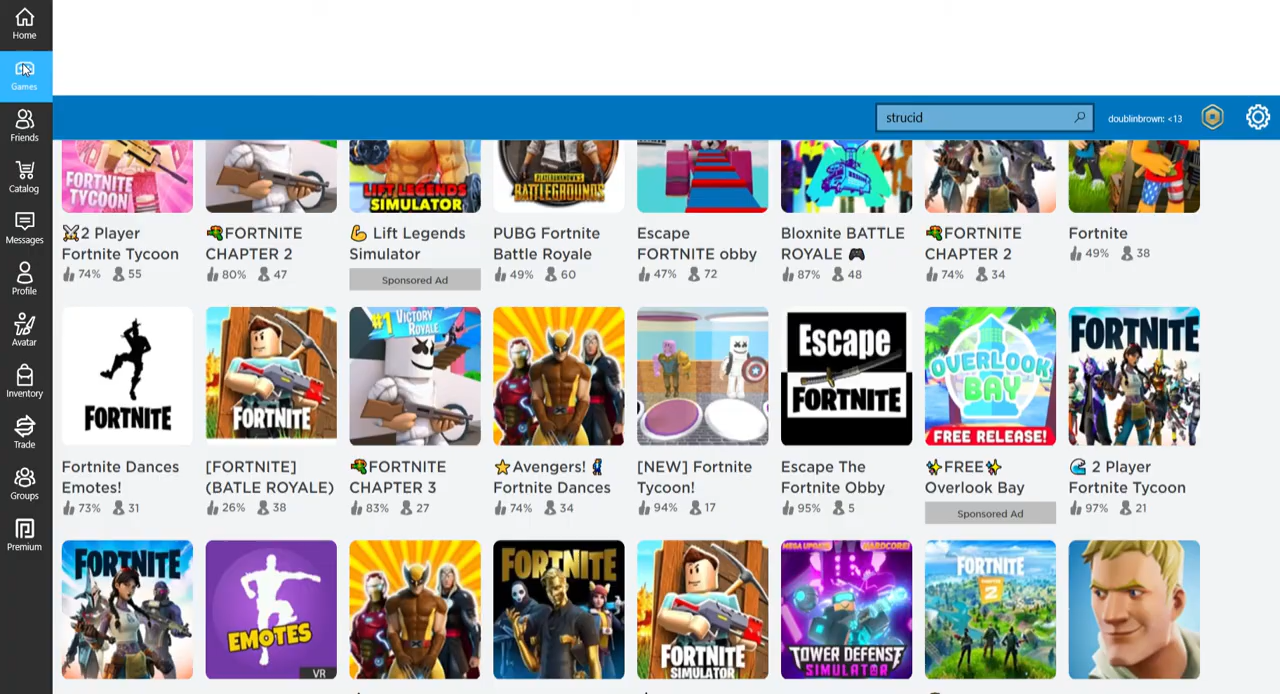 Home
Games
Friends
Catalog
Messages
Profile
Avatar
Inventory
Trade
Groups
Premium
strucid
doublinbrown: <13
FORTNITE
TYCOON
LIFT LEGENDS
SIMULATOR
PLAYERUNKNOWN'S
BATTLEGROUNDS
2 Player
Fortnite Tycoon
74% 55
FORTNITE
CHAPTER 2
80% 47
Lift Legends
Simulator
Sponsored Ad
PUBG Fortnite
Battle Royale
49% 60
Escape
FORTNITE obby
47% 72
Bloxnite BATTLE
ROYALE
87% 48
FORTNITE
CHAPTER 2
74% 34
Fortnite
49% 38
FORTNITE
FORTNITE
#1 VICTORY
ROYALE
Escape
FORTNITE
OVERLOOK
BAY
FREE RELEASE!
FORTNITE
Fortnite Dances
Emotes!
73% 31
[FORTNITE]
(BATLE ROYALE)
26% 38
FORTNITE
CHAPTER 3
83% 27
Avengers!
Fortnite Dances
74% 34
[NEW] Fortnite
Tycoon!
94% 17
Escape The
Fortnite Obby
95% 5
FREE
Overlook Bay
Sponsored Ad
2 Player
Fortnite Tycoon
97% 21
FORTNITE
EMOTES
VR
FORTNITE
FORTNITE
SIMULATOR
MEGA UPDATE
HARDCORE!
TOWER DEFENSE
SIMULATOR
FORTNITE
CHAPTER
2